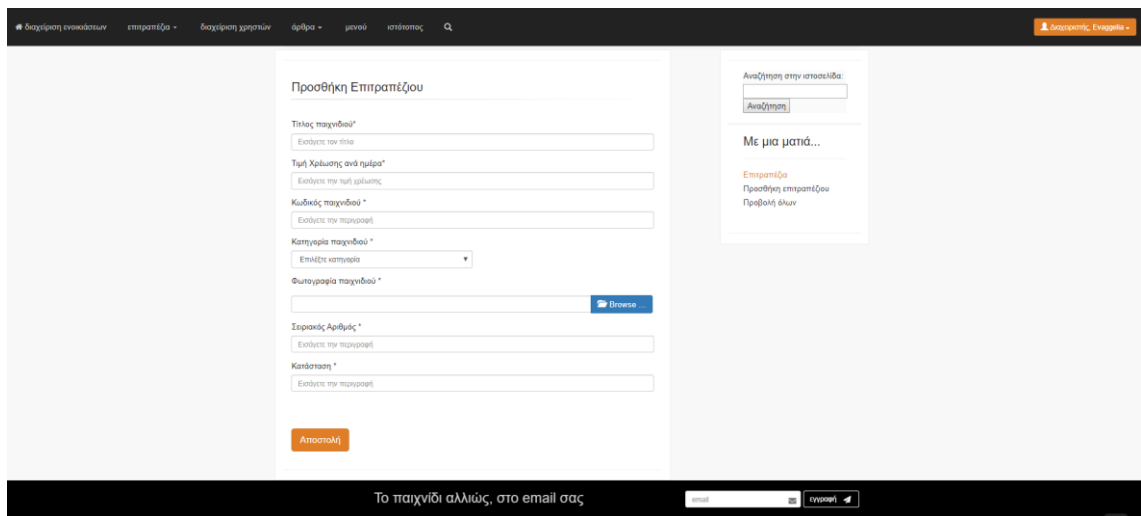 διαχείριση ενοικιάσεων επιτραπέζια διαχείριση χρηστών άρθρα μενού ιστότοπος Διαχειριστής, Evaggelia
Προσθήκη Επιτραπέζιου
Τίτλος παιχνιδιού*
Εισάγετε τον τίτλο
Τιμή Χρέωσης ανά ημέρα*
Εισάγετε την τιμή χρέωσης
Κωδικός παιχνιδιού *
Εισάγετε την περιγραφή
Κατηγορία παιχνιδιού *
Επιλέξτε κατηγορία
Φωτογραφία παιχνιδιού *
Browse ...
Σειριακός Αριθμός *
Εισάγετε την περιγραφή
Κατάσταση *
Εισάγετε την περιγραφή
Αποστολή
Αναζήτηση στην ιστοσελίδα:
Αναζήτηση
Με μια ματιά...
Επιτραπέζια
Προσθήκη επιτραπέζιου
Προβολή όλων
Το παιχνίδι αλλιώς, στο email σας email εγγραφή